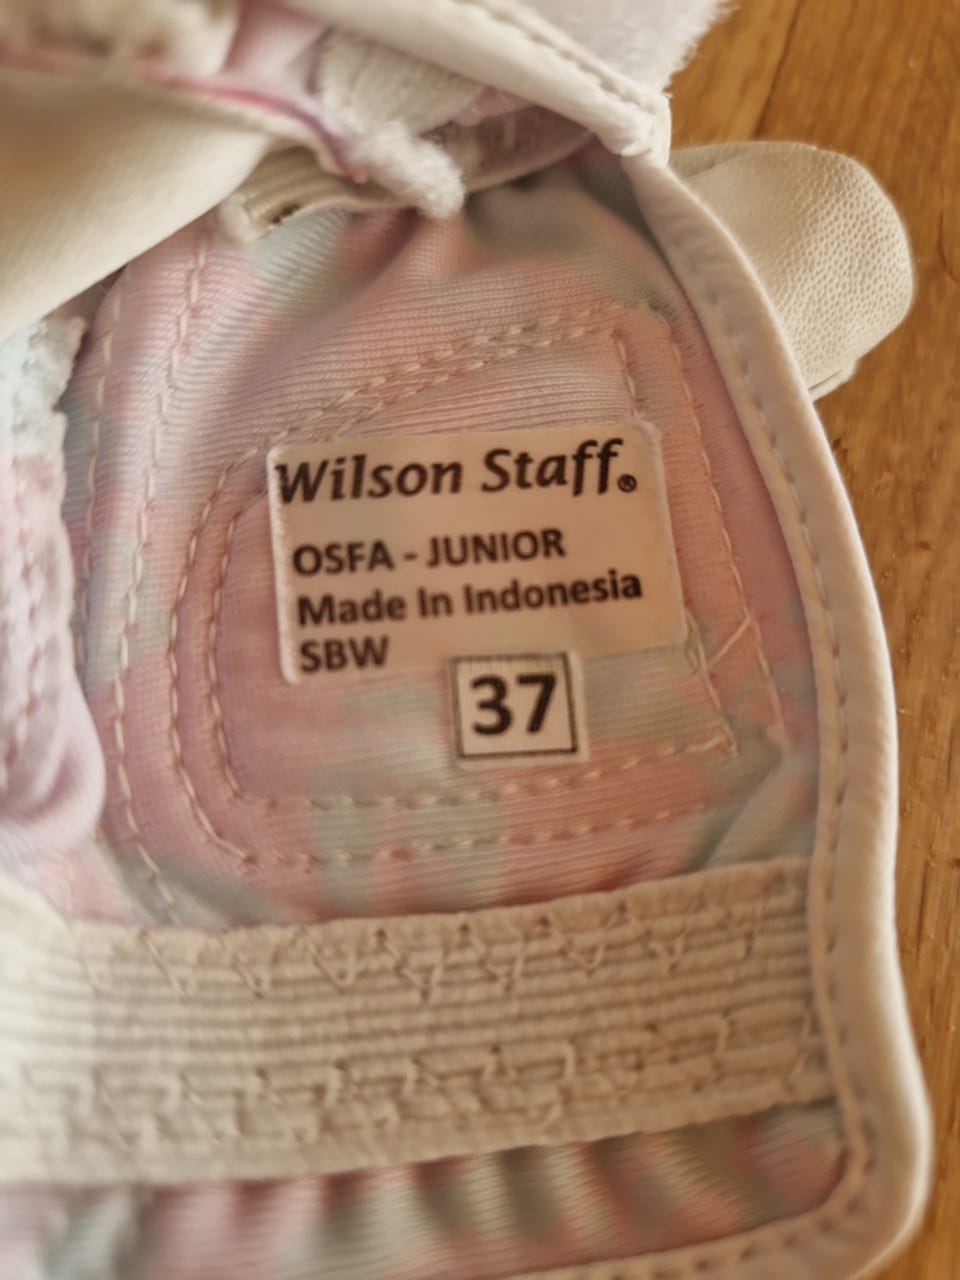 Wilson Staff®
OSFA - JUNIOR
Made In Indonesia
SBW
37